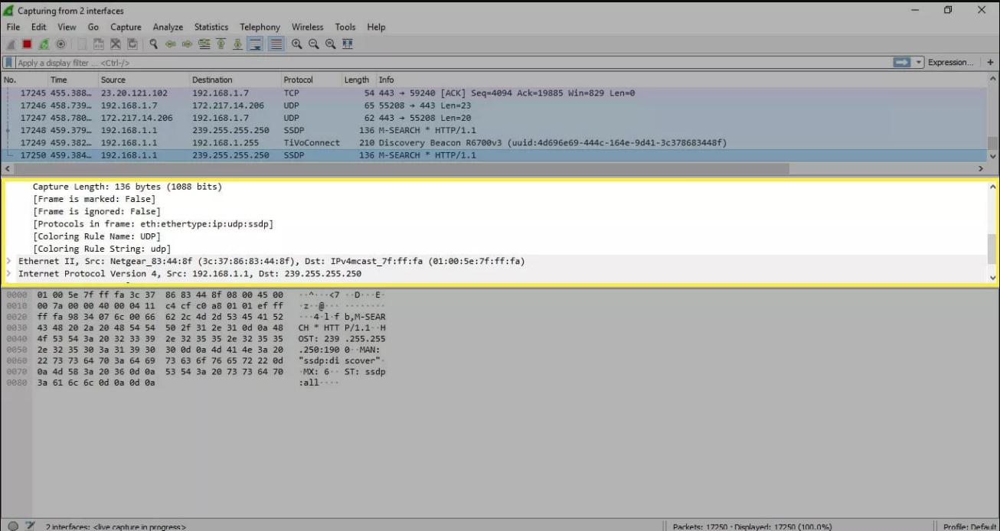 Capturing from 2 interfaces
File Edit View Go Capture Analyze Statistics Telephony Wireless Tools Help
Apply a display filter ... <Ctrl-/> Expression... +
No. Time Source Destination Protocol Length Info
17245 455.388… 23.20.121.102 192.168.1.7 TCP 54 443 → 59240 [ACK] Seq=4094 Ack=19885 Win=829 Len=0
17246 458.739… 192.168.1.7 172.217.14.206 UDP 65 55208 → 443 Len=23
17247 458.780… 172.217.14.206 192.168.1.7 UDP 62 443 → 55208 Len=20
17248 459.379… 192.168.1.1 239.255.255.250 SSDP 136 M-SEARCH * HTTP/1.1
17249 459.382… 192.168.1.1 192.168.1.255 TiVoConnect 210 Discovery Beacon R6700v3 (uuid:4d696e69-444c-164e-9d41-3c378683448f)
17250 459.384… 192.168.1.1 239.255.255.250 SSDP 136 M-SEARCH * HTTP/1.1
Capture Length: 136 bytes (1088 bits)
[Frame is marked: False]
[Frame is ignored: False]
[Protocols in frame: eth:ethertype:ip:udp:ssdp]
[Coloring Rule Name: UDP]
[Coloring Rule String: udp]
Ethernet II, Src: Netgear_83:44:8f (3c:37:86:83:44:8f), Dst: IPv4mcast_7f:ff:fa (01:00:5e:7f:ff:fa)
Internet Protocol Version 4, Src: 192.168.1.1, Dst: 239.255.255.250
0000 01 00 5e 7f ff fa 3c 37 86 83 44 8f 08 00 45 00 ··^···<7 ··D···E·
0010 00 7a 00 00 40 00 04 11 c4 cf c0 a8 01 01 ef ff ·z··@··· ········
0020 ff fa 98 34 07 6c 00 66 62 2c 4d 2d 53 45 41 52 ···4·l·f b,M-SEAR
0030 43 48 20 2a 20 48 54 54 50 2f 31 2e 31 0d 0a 48 CH * HTT P/1.1··H
0040 4f 53 54 3a 20 32 33 39 2e 32 35 35 2e 32 35 35 OST: 239 .255.255
0050 2e 32 35 30 3a 31 39 30 30 0d 0a 4d 41 4e 3a 20 .250:190 0··MAN:
0060 22 73 73 64 70 3a 64 69 73 63 6f 76 65 72 22 0d "ssdp:di scover"·
0070 0a 4d 58 3a 20 36 0d 0a 53 54 3a 20 73 73 64 70 ·MX: 6·· ST: ssdp
0080 3a 61 6c 6c 0d 0a 0d 0a :all····
2 interfaces: <live capture in progress> Packets: 17250 · Displayed: 17250 (100.0%) Profile: Default